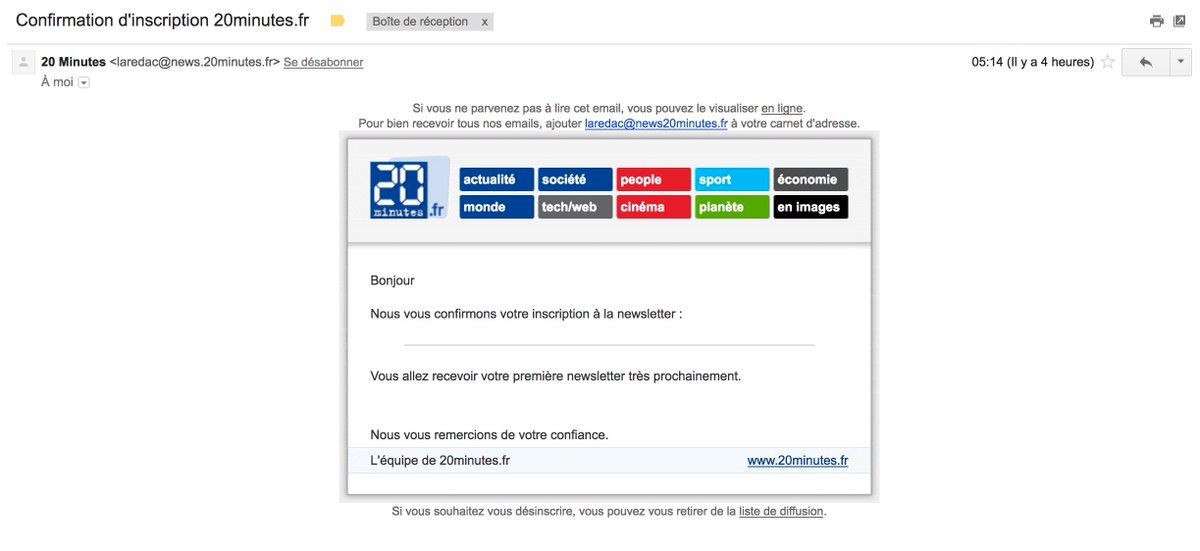 Confirmation d'inscription 20minutes.fr
Boîte de réception x
20 Minutes <laredac@news.20minutes.fr> Se désabonner
05:14 (Il y a 4 heures)
À moi
Si vous ne parvenez pas à lire cet email, vous pouvez le visualiser en ligne.
Pour bien recevoir tous nos emails, ajouter laredac@news20minutes.fr à votre carnet d'adresse.
20
minutes.fr
actualité société people sport économie
monde tech/web cinéma planète en images
Bonjour
Nous vous confirmons votre inscription à la newsletter :
Vous allez recevoir votre première newsletter très prochainement.
Nous vous remercions de votre confiance.
L'équipe de 20minutes.fr www.20minutes.fr
Si vous souhaitez vous désinscrire, vous pouvez vous retirer de la liste de diffusion.